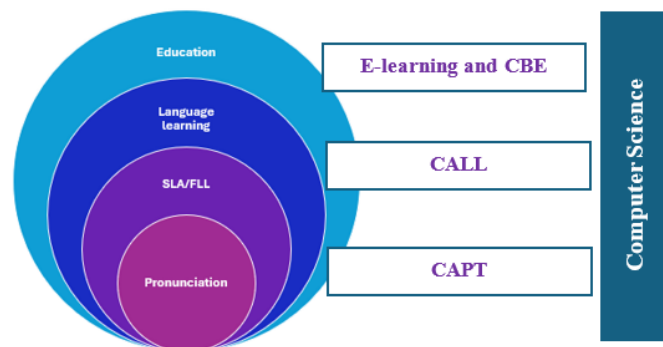 Education
E-learning and CBE
Language
learning
SLA/FLL
CALL
Pronunciation
CAPT
Computer Science